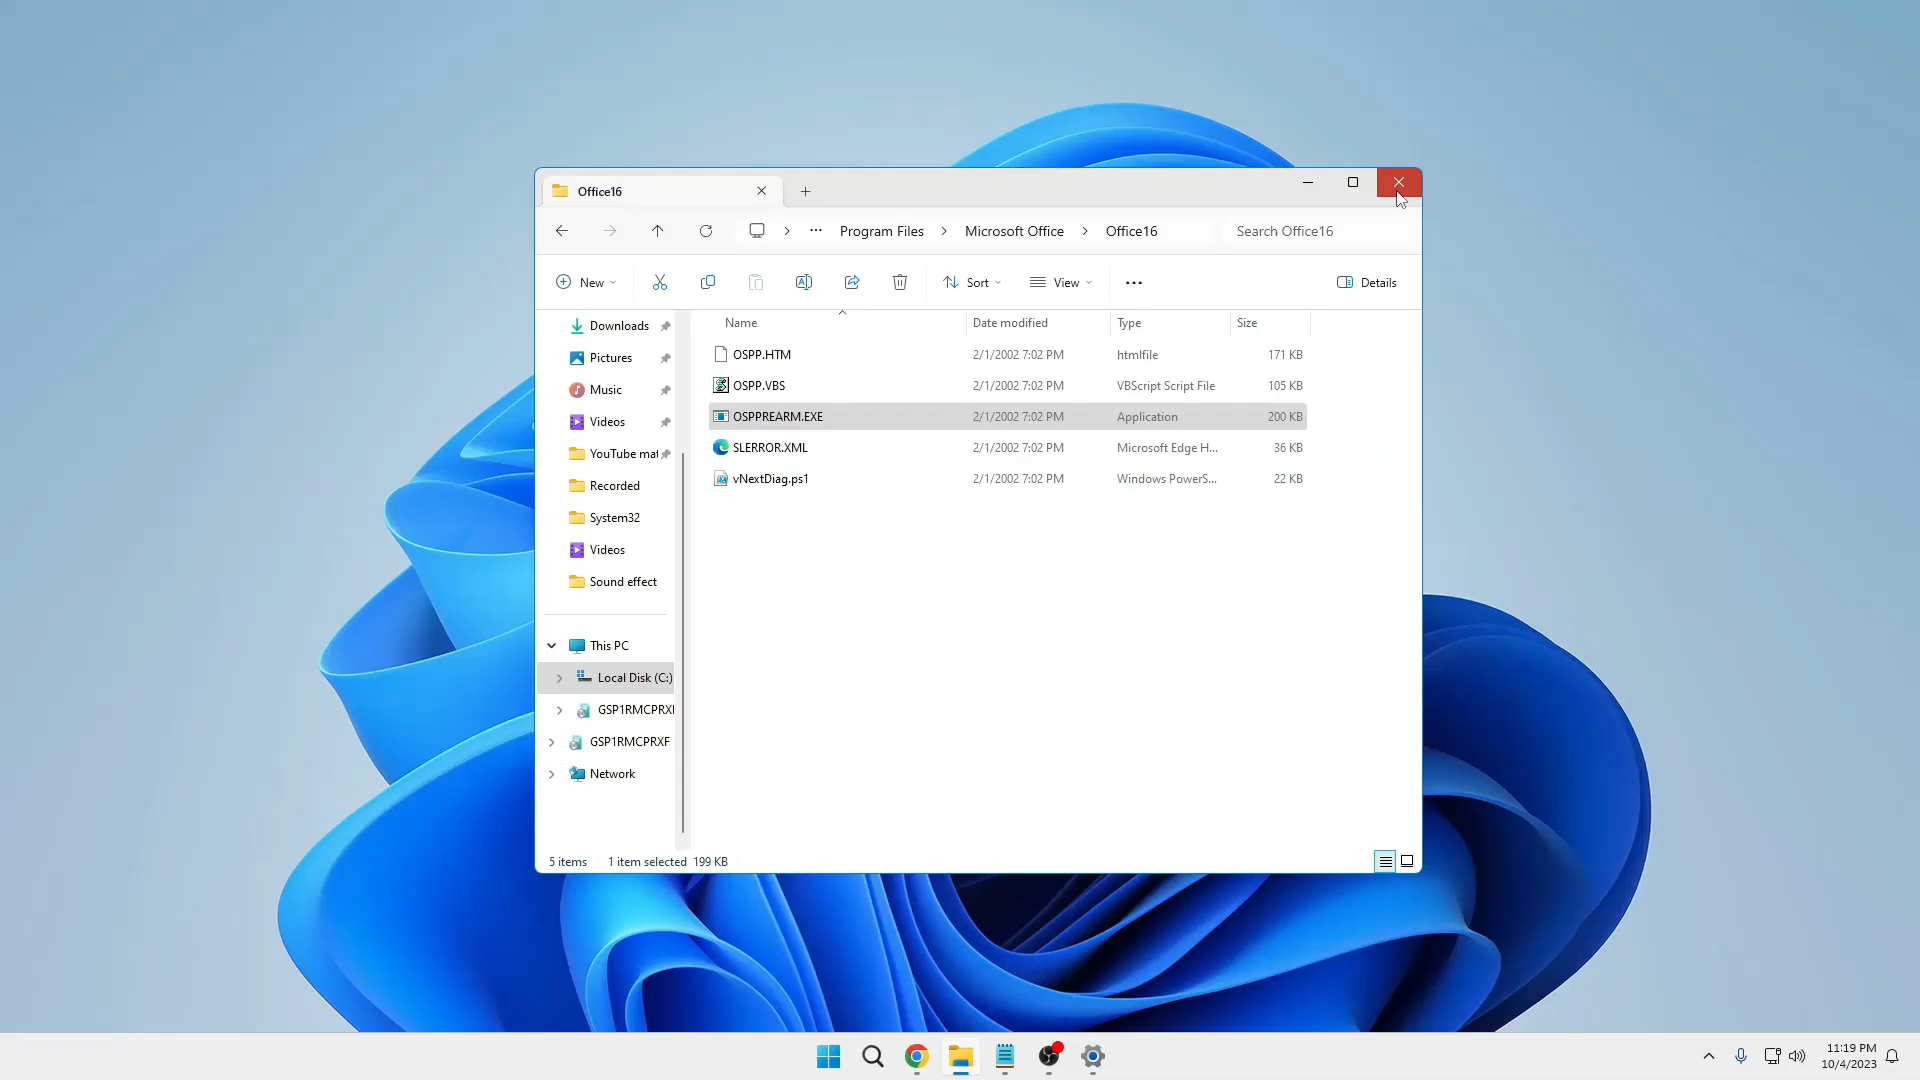 Office16
Program Files
Microsoft Office
Office16
Search Office16
New
Sort
View
Details
Name
Date modified
Type
Size
OSPP.HTM 2/1/2002 7:02 PM htmlfile 171 KB
OSPP.VBS 2/1/2002 7:02 PM VBScript Script File 105 KB
OSPPREARM.EXE 2/1/2002 7:02 PM Application 200 KB
SLERROR.XML 2/1/2002 7:02 PM Microsoft Edge H... 36 KB
vNextDiag.ps1 2/1/2002 7:02 PM Windows PowerS... 22 KB
Downloads
Pictures
Music
Videos
YouTube mat
Recorded
System32
Videos
Sound effect
This PC
Local Disk (C:)
GSP1RMCPRXF
GSP1RMCPRXF
Network
5 items
1 item selected 199 KB
11:19 PM
10/4/2023